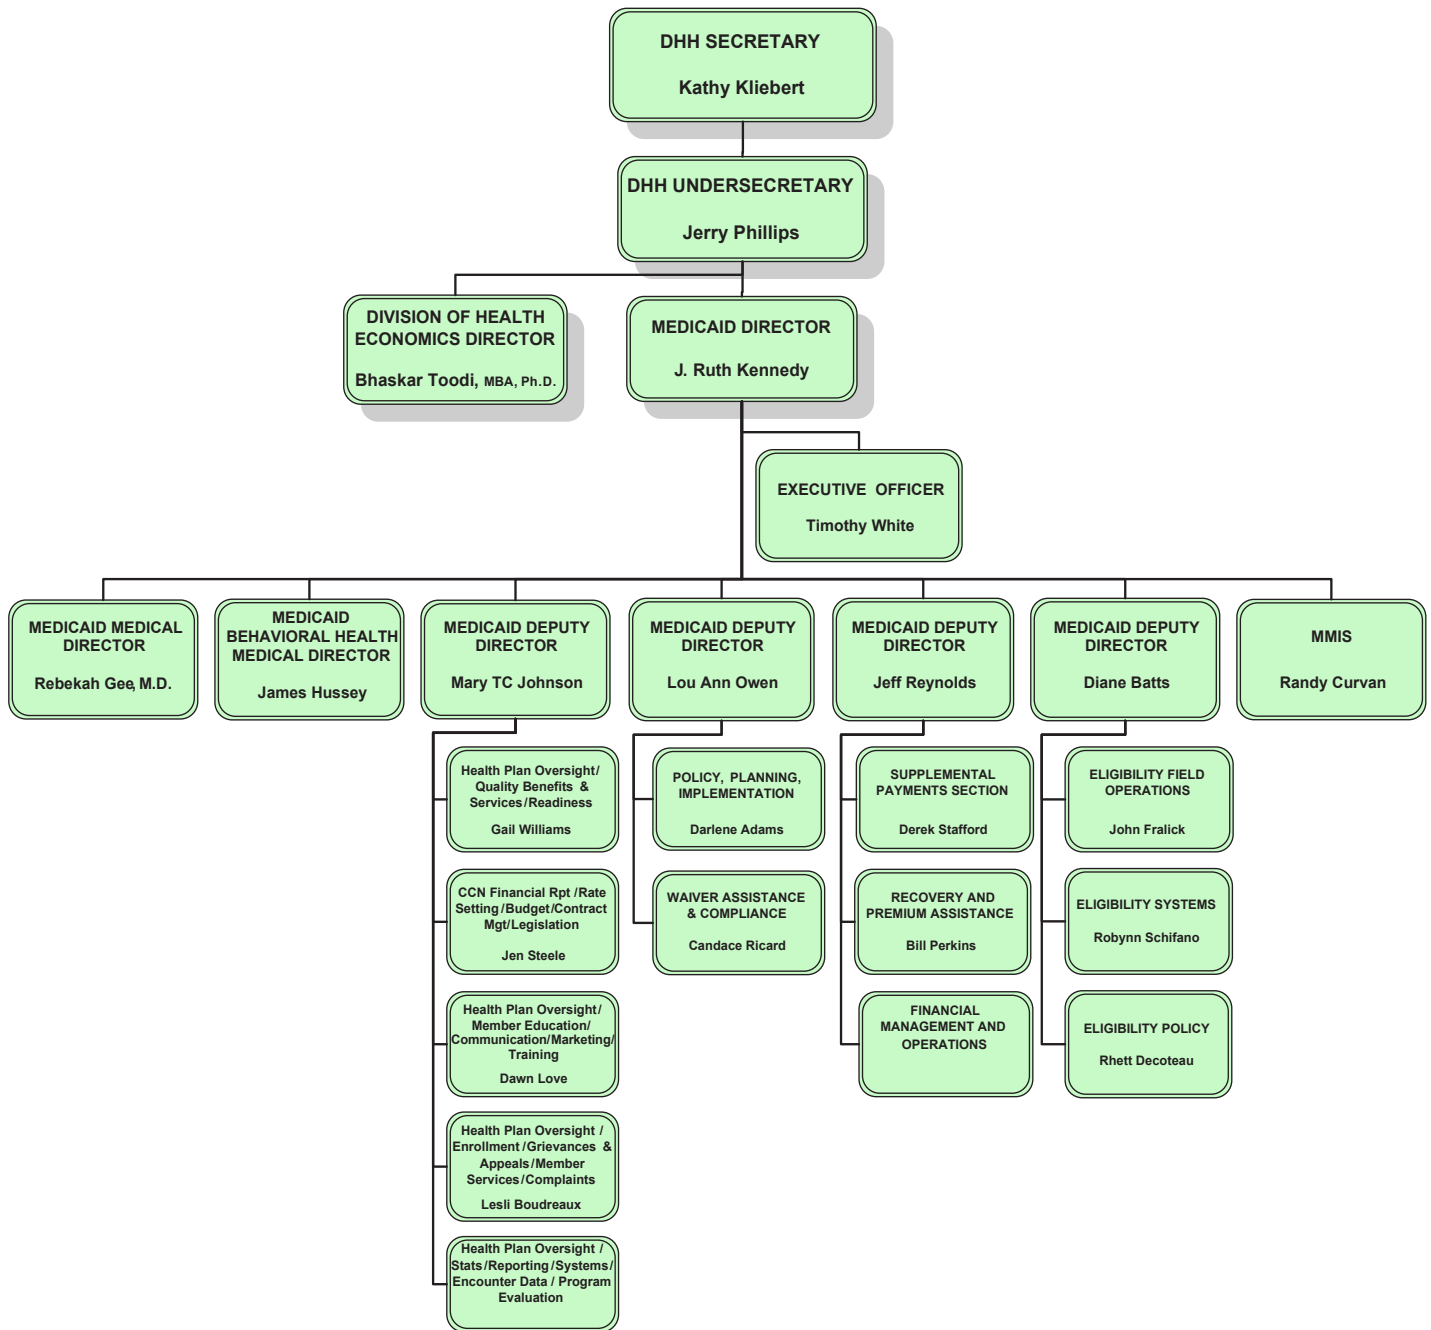 DHH SECRETARY
Kathy Kliebert
DHH UNDERSECRETARY
Jerry Phillips
DIVISION OF HEALTH
ECONOMICS DIRECTOR
Bhaskar Toodi, MBA, Ph.D.
MEDICAID DIRECTOR
J. Ruth Kennedy
EXECUTIVE OFFICER
Timothy White
MEDICAID MEDICAL
DIRECTOR
Rebekah Gee, M.D.
MEDICAID
BEHAVIORAL HEALTH
MEDICAL DIRECTOR
James Hussey
MEDICAID DEPUTY
DIRECTOR
Mary TC Johnson
MEDICAID DEPUTY
DIRECTOR
Lou Ann Owen
MEDICAID DEPUTY
DIRECTOR
Jeff Reynolds
MEDICAID DEPUTY
DIRECTOR
Diane Batts
MMIS
Randy Curvan
Health Plan Oversight/
Quality Benefits &
Services/Readiness
Gail Williams
CCN Financial Rpt /Rate
Setting/Budget/Contract
Mgt/Legislation
Jen Steele
Health Plan Oversight/
Member Education/
Communication/Marketing/
Training
Dawn Love
Health Plan Oversight /
Enrollment/Grievances &
Appeals/Member
Services/Complaints
Lesli Boudreaux
Health Plan Oversight /
Stats/Reporting/Systems/
Encounter Data / Program
Evaluation
POLICY, PLANNING,
IMPLEMENTATION
Darlene Adams
WAIVER ASSISTANCE
& COMPLIANCE
Candace Ricard
SUPPLEMENTAL
PAYMENTS SECTION
Derek Stafford
RECOVERY AND
PREMIUM ASSISTANCE
Bill Perkins
FINANCIAL
MANAGEMENT AND
OPERATIONS
ELIGIBILITY FIELD
OPERATIONS
John Fralick
ELIGIBILITY SYSTEMS
Robynn Schifano
ELIGIBILITY POLICY
Rhett Decoteau